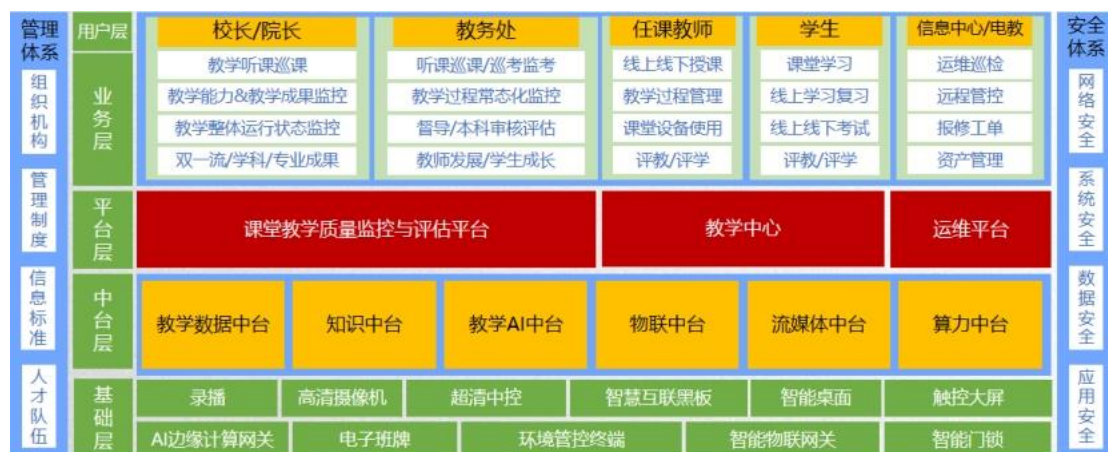 管理体系
组织机构
管理制度
信息标准
人才队伍
用户层
校长/院长
教务处
任课教师
学生
信息中心/电教
业务层
教学听课巡课
听课巡课/巡考监考
线上线下授课
课堂学习
运维巡检
教学能力&教学成果监控
教学过程常态化监控
教学过程管理
线上学习复习
远程管控
教学整体运行状态监控
督导/本科审核评估
课堂设备使用
线上线下考试
报修工单
双一流/学科/专业成果
教师发展/学生成长
评教/评学
评教/评学
资产管理
平台层
课堂教学质量监控与评估平台
教学中心
运维平台
中台层
教学数据中台
知识中台
教学AI中台
物联中台
流媒体中台
算力中台
基础层
录播
高清摄像机
超清中控
智慧互联黑板
智能桌面
触控大屏
AI边缘计算网关
电子班牌
环境管控终端
智能物联网关
智能门锁
安全体系
网络安全
系统安全
数据安全
应用安全